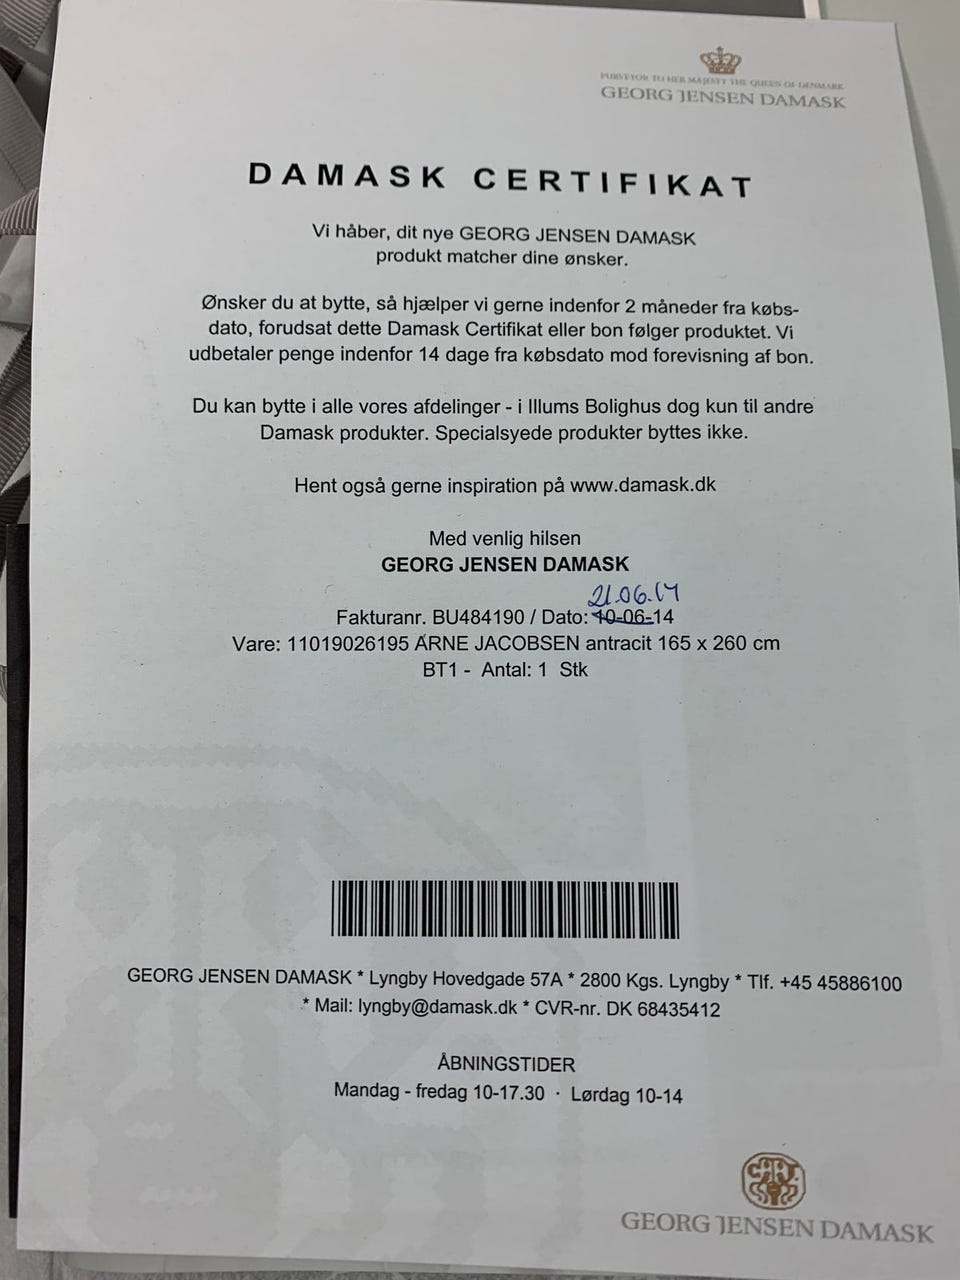 PURVEYOR TO HER MAJESTY THE QUEEN OF DENMARK
GEORG JENSEN DAMASK
DAMASK CERTIFIKAT
Vi håber, dit nye GEORG JENSEN DAMASK
produkt matcher dine ønsker.
Ønsker du at bytte, så hjælper vi gerne indenfor 2 måneder fra købs-
dato, forudsat dette Damask Certifikat eller bon følger produktet. Vi
udbetaler penge indenfor 14 dage fra købsdato mod forevisning af bon.
Du kan bytte i alle vores afdelinger - i Illums Bolighus dog kun til andre
Damask produkter. Specialsyede produkter byttes ikke.
Hent også gerne inspiration på www.damask.dk
Med venlig hilsen
GEORG JENSEN DAMASK
21.06.14
Fakturanr. BU484190 / Dato: 10-06-14
Vare: 11019026195 ARNE JACOBSEN antracit 165 x 260 cm
BT1 - Antal: 1 Stk
GEORG JENSEN DAMASK * Lyngby Hovedgade 57A * 2800 Kgs. Lyngby * Tlf. +45 45886100
* Mail: lyngby@damask.dk * CVR-nr. DK 68435412
ÅBNINGSTIDER
Mandag - fredag 10-17.30 · Lørdag 10-14
GEORG JENSEN DAMASK